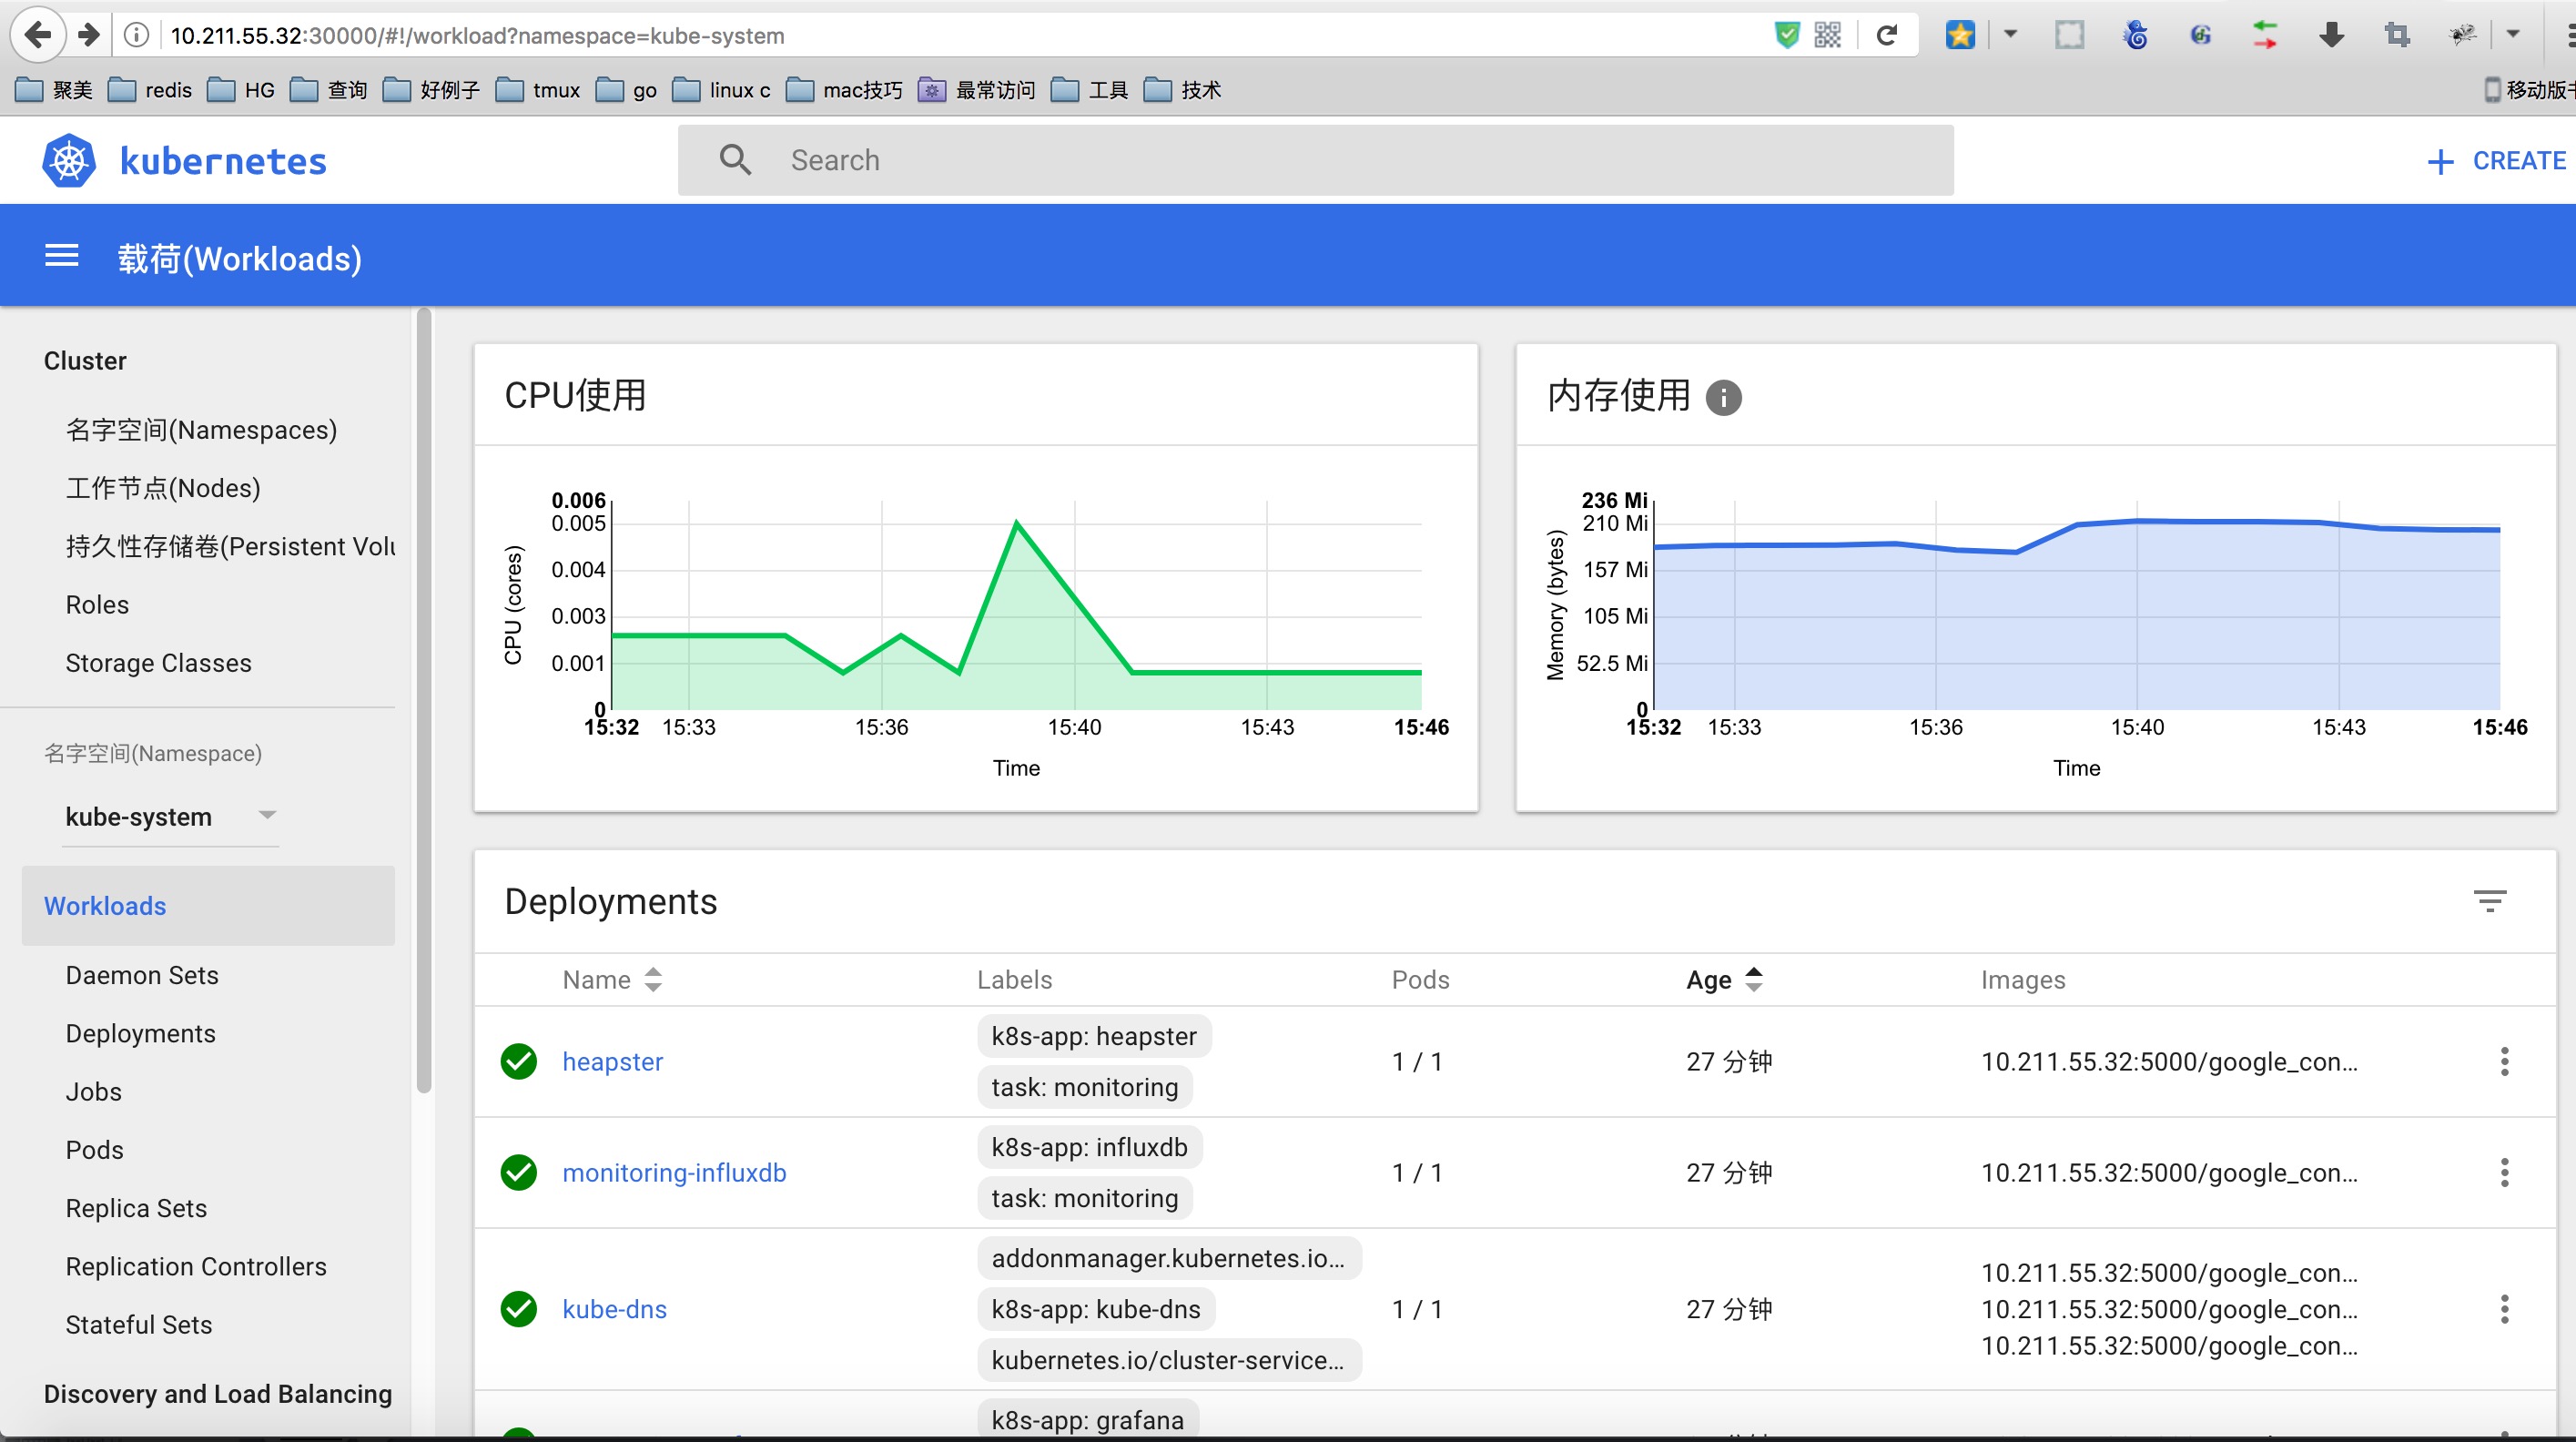 10.211.55.32:30000/#!/workload?namespace=kube-system
聚美 redis HG 查询 好例子 tmux go linux c mac技巧 最常访问 工具 技术 移动版
kubernetes
Search
CREATE
载荷(Workloads)
Cluster
名字空间(Namespaces)
工作节点(Nodes)
持久性存储卷(Persistent Volu
Roles
Storage Classes
名字空间(Namespace)
kube-system
Workloads
Daemon Sets
Deployments
Jobs
Pods
Replica Sets
Replication Controllers
Stateful Sets
Discovery and Load Balancing
CPU使用
CPU (cores)
0.006
0.005
0.004
0.003
0.001
0
15:32 15:33 15:36 15:40 15:43 15:46
Time
内存使用
Memory (bytes)
236 Mi
210 Mi
157 Mi
105 Mi
52.5 Mi
0
15:32 15:33 15:36 15:40 15:43 15:46
Time
Deployments
Name Labels Pods Age Images
heapster
k8s-app: heapster
task: monitoring
1 / 1
27 分钟
10.211.55.32:5000/google_con...
monitoring-influxdb
k8s-app: influxdb
task: monitoring
1 / 1
27 分钟
10.211.55.32:5000/google_con...
kube-dns
addonmanager.kubernetes.io...
k8s-app: kube-dns
kubernetes.io/cluster-service...
1 / 1
27 分钟
10.211.55.32:5000/google_con...
10.211.55.32:5000/google_con...
10.211.55.32:5000/google_con...
k8s-app: grafana